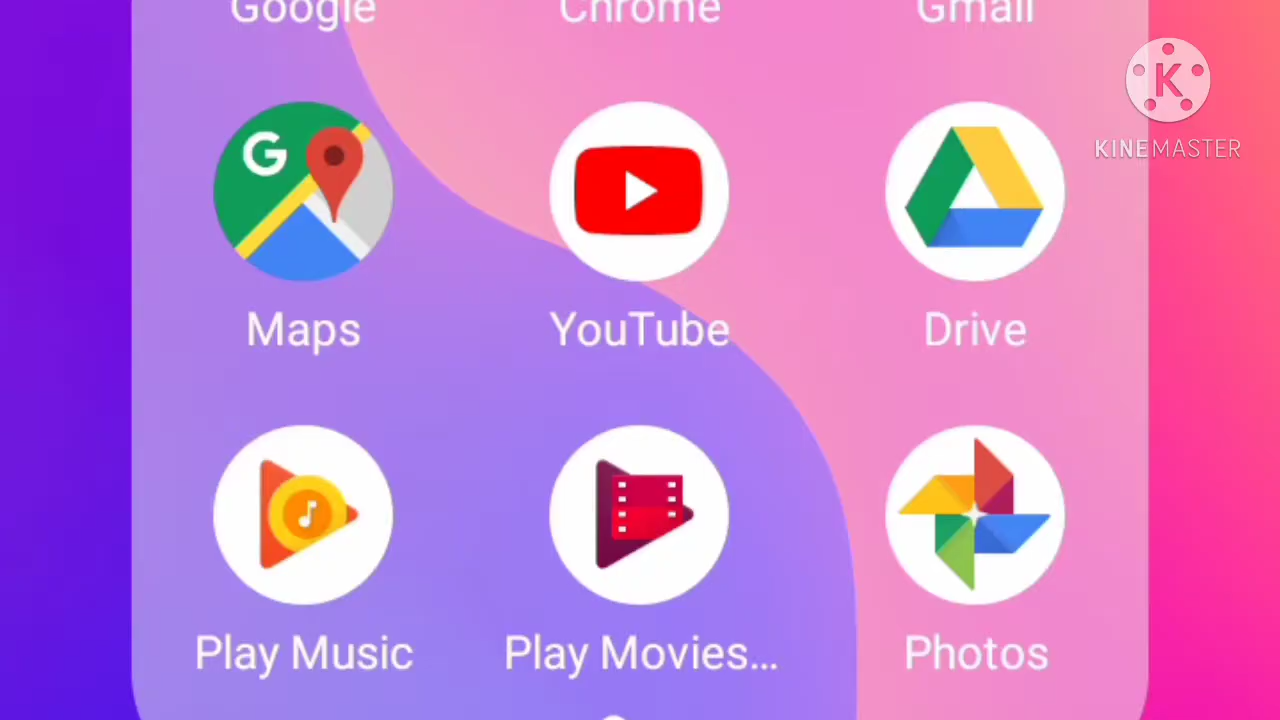 Google Chrome Gmail
K
KINEMASTER
G
Maps YouTube Drive
Play Music Play Movies... Photos